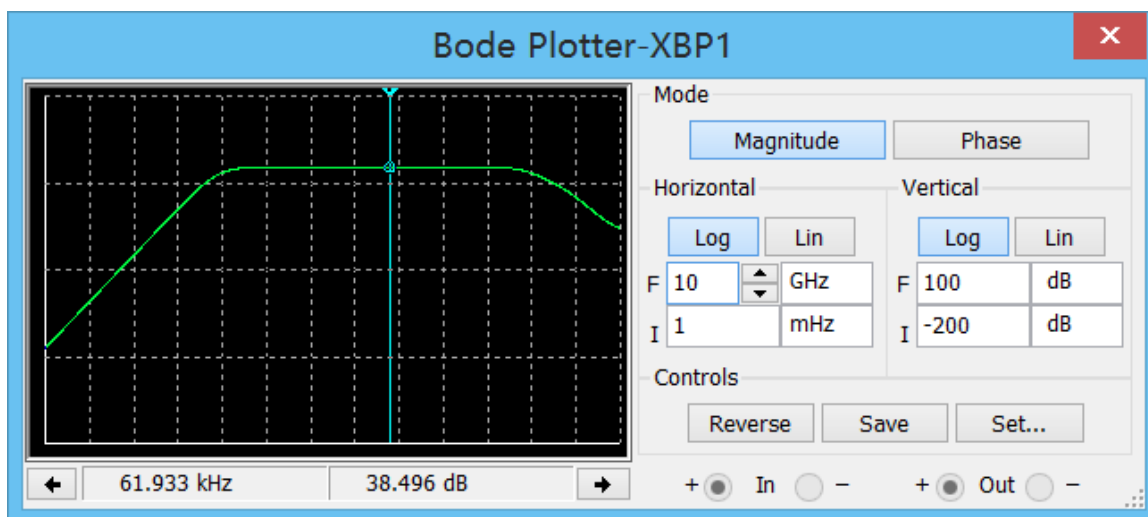 Bode Plotter-XBP1
Mode
Magnitude Phase
Horizontal Vertical
Log Lin Log Lin
F 10 GHz F 100 dB
I 1 mHz I -200 dB
Controls
Reverse Save Set...
61.933 kHz 38.496 dB + In − + Out −